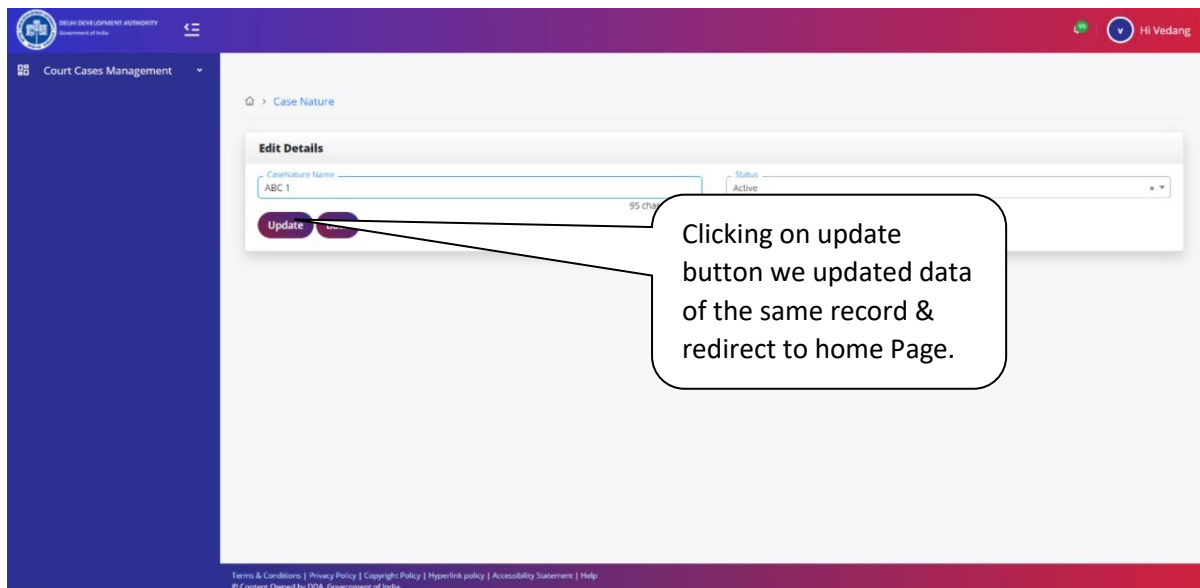 DELHI DEVELOPMENT AUTHORITY
Government of India
99
v
Hi Vedang
Court Cases Management
> Case Nature
Edit Details
CaseNature Name
ABC 1
Status
Active
95
Update
Clicking on update
button we updated data
of the same record &
redirect to home Page.
Terms & Conditions | Privacy Policy | Copyright Policy | Hyperlink policy | Accessibility Statement | Help
© Content Owned by DDA, Government of India